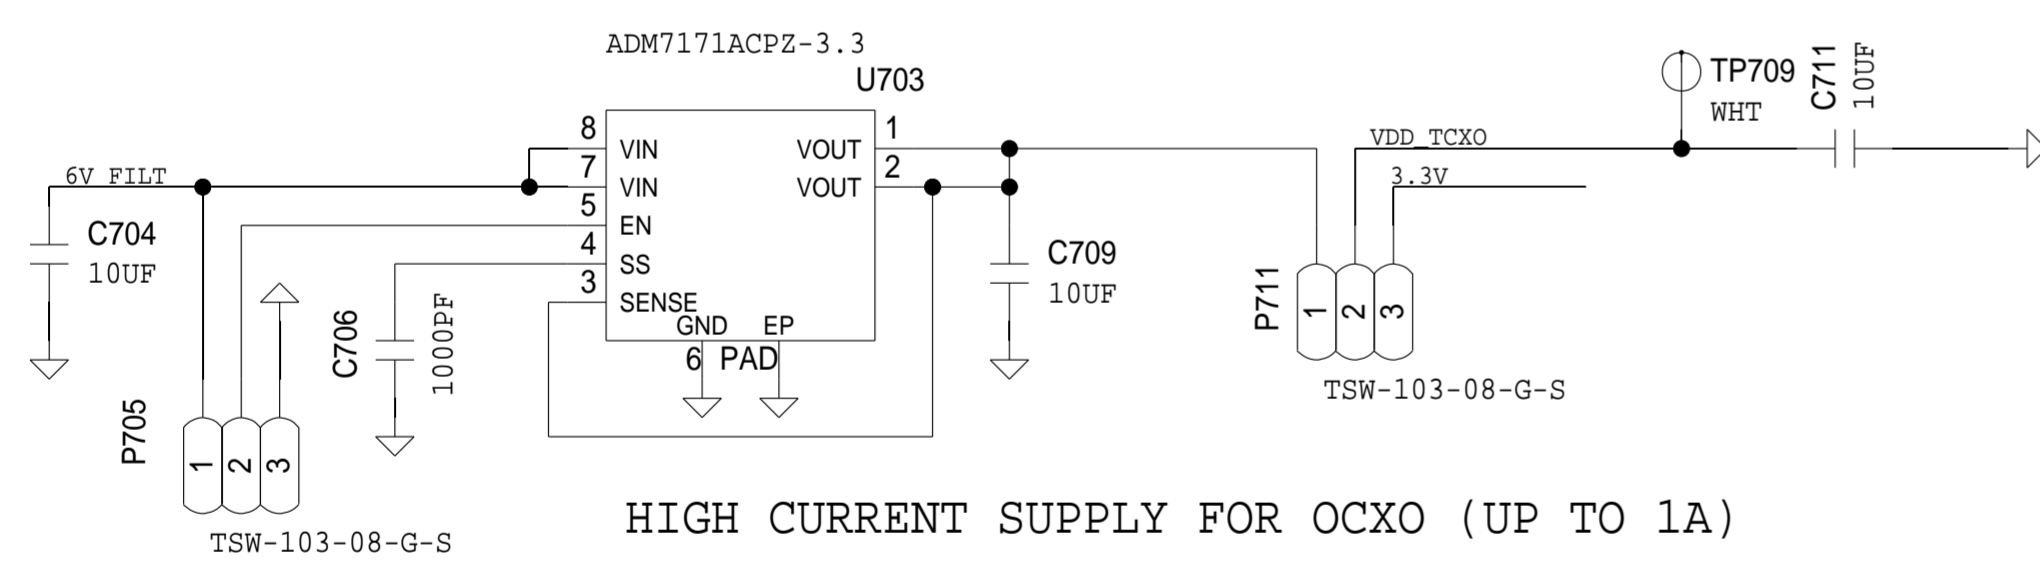 ADM7171ACPZ-3.3
U703
8 VIN VOUT 1
7 VIN VOUT 2
5 EN
4 SS
3 SENSE
GND EP
6 PAD
6V FILT
C704
10UF
C706
1000PF
P705
1 2 3
TSW-103-08-G-S
C709
10UF
P711
1 2 3
TSW-103-08-G-S
VDD_TCXO
3.3V
TP709
WHT
C711
10UF
HIGH CURRENT SUPPLY FOR OCXO (UP TO 1A)